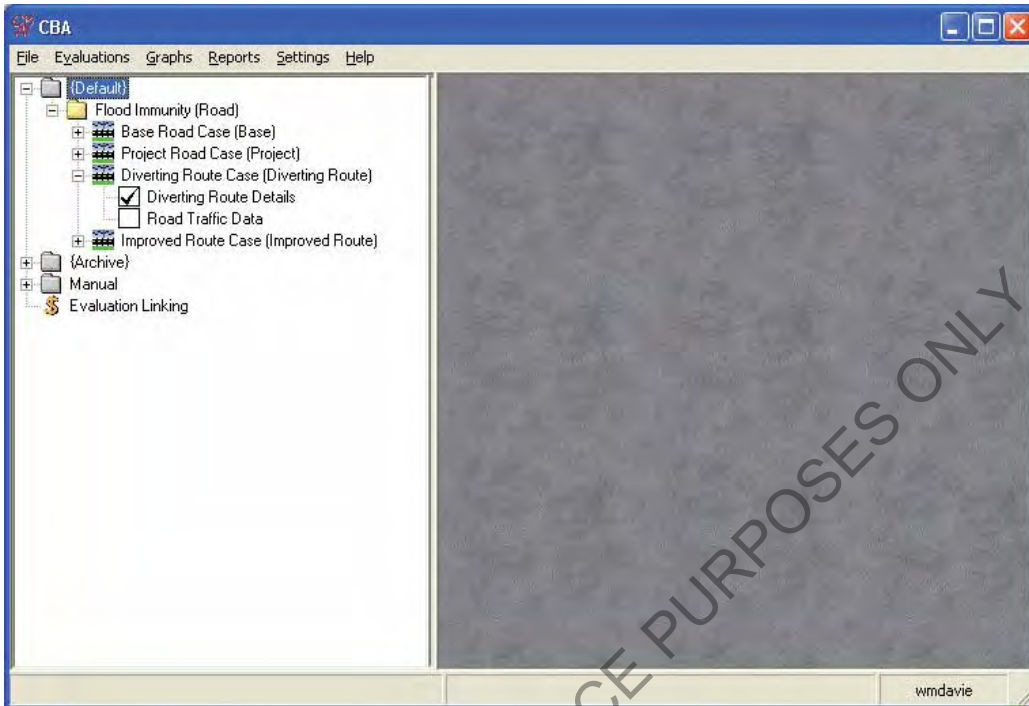 CBA
File Evaluations Graphs Reports Settings Help
{Default}
Flood Immunity (Road)
Base Road Case (Base)
Project Road Case (Project)
Diverting Route Case (Diverting Route)
Diverting Route Details
Road Traffic Data
Improved Route Case (Improved Route)
{Archive}
Manual
Evaluation Linking
CE PURPOSES ONLY
wmdavie